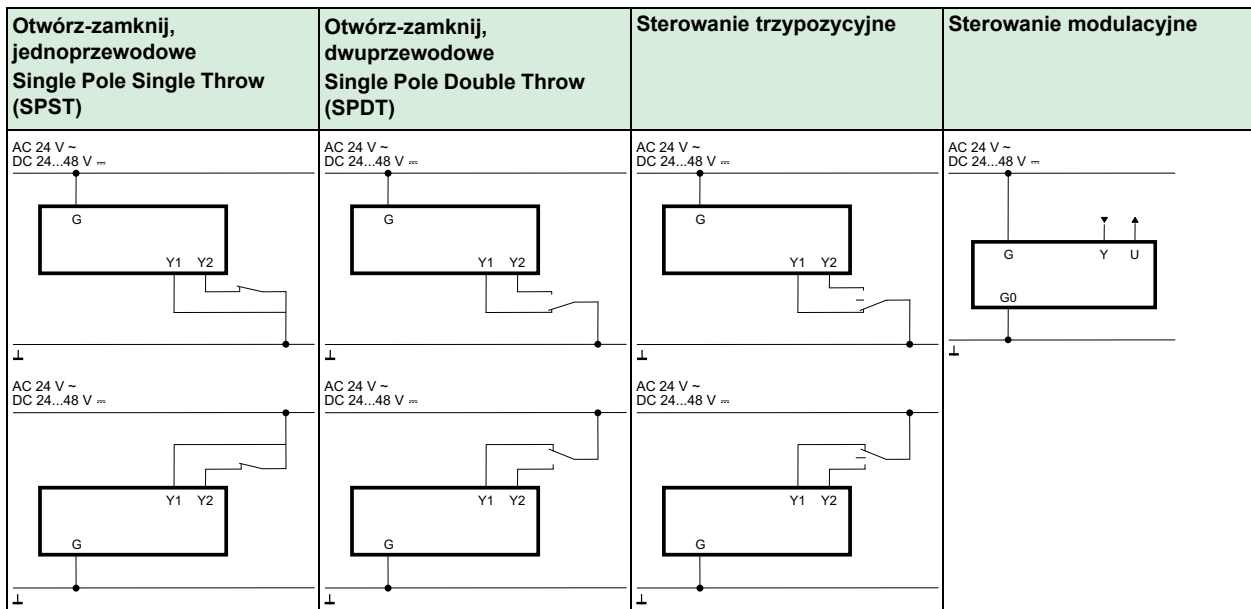 Otwórz-zamknij,
jednoprzewodowe
Single Pole Single Throw
(SPST)
Otwórz-zamknij,
dwuprzewodowe
Single Pole Double Throw
(SPDT)
Sterowanie trzypozycyjne
Sterowanie modulacyjne
AC 24 V ~
DC 24...48 V ⎓
G
Y1 Y2
AC 24 V ~
DC 24...48 V ⎓
G
Y1 Y2
AC 24 V ~
DC 24...48 V ⎓
G
Y1 Y2
AC 24 V ~
DC 24...48 V ⎓
G Y U
G0
AC 24 V ~
DC 24...48 V ⎓
Y1 Y2
G
AC 24 V ~
DC 24...48 V ⎓
Y1 Y2
G
AC 24 V ~
DC 24...48 V ⎓
Y1 Y2
G